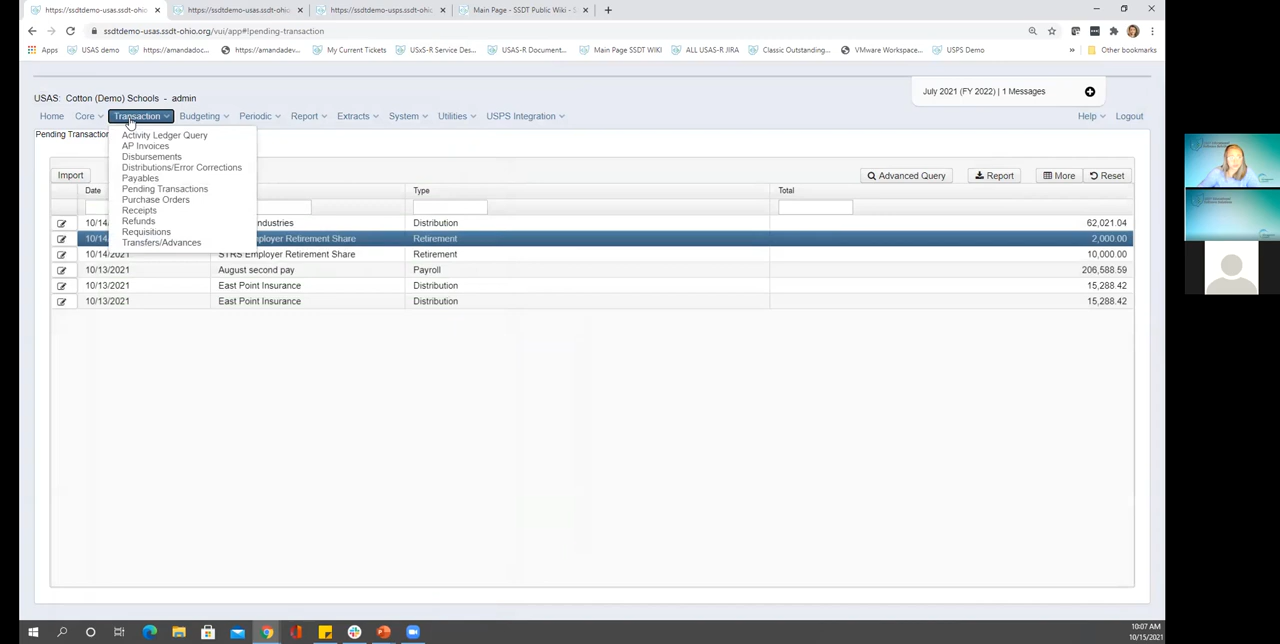 https://ssdtdemo-usas.ssdt-ohio
https://ssdtdemo-usas.ssdt-ohio
https://ssdtdemo-usps.ssdt-ohio
Main Page - SSDT Public Wiki - S
ssdtdemo-usas.ssdt-ohio.org/vui/app#!pending-transaction
Apps
USAS demo
https://amandadoc...
https://amandadev...
My Current Tickets
USxS-R Service Des...
USAS-R Document...
Main Page SSDT WIKI
ALL USAS-R JIRA
Classic Outstanding...
VMware Workspace...
USPS Demo
»
Other bookmarks
USAS: Cotton (Demo) Schools - admin
July 2021 (FY 2022) | 1 Messages
Home
Core
Transaction
Budgeting
Periodic
Report
Extracts
System
Utilities
USPS Integration
Help
Logout
Pending Transaction
Activity Ledger Query
AP Invoices
Disbursements
Distributions/Error Corrections
Payables
Pending Transactions
Purchase Orders
Receipts
Refunds
Requisitions
Transfers/Advances
Import
Advanced Query
Report
More
Reset
Date
Type
Total
10/14/
ndustries
Distribution
62,021.04
10/14
mployer Retirement Share
Retirement
2,000.00
10/14/2021
STRS Employer Retirement Share
Retirement
10,000.00
10/13/2021
August second pay
Payroll
206,588.59
10/13/2021
East Point Insurance
Distribution
15,288.42
10/13/2021
East Point Insurance
Distribution
15,288.42
10:07 AM
10/15/2021